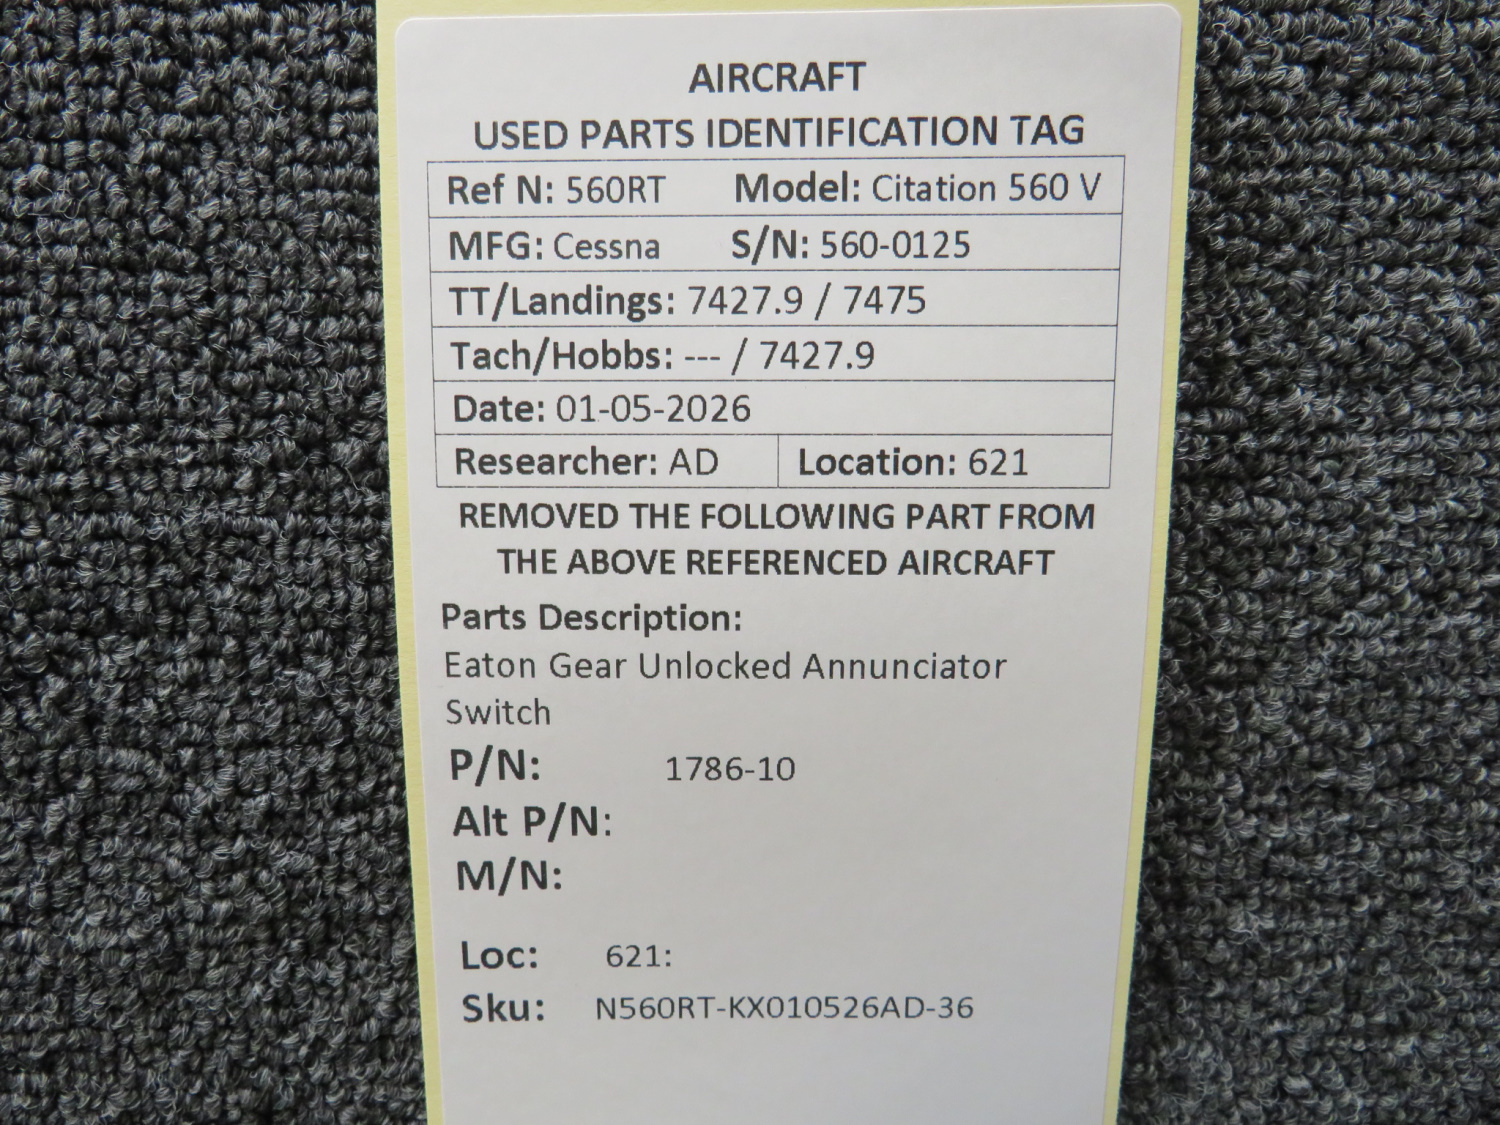 AIRCRAFT
USED PARTS IDENTIFICATION TAG
Ref N: 560RT Model: Citation 560 V
MFG: Cessna S/N: 560-0125
TT/Landings: 7427.9 / 7475
Tach/Hobbs: --- / 7427.9
Date: 01-05-2026
Researcher: AD Location: 621
REMOVED THE FOLLOWING PART FROM
THE ABOVE REFERENCED AIRCRAFT
Parts Description:
Eaton Gear Unlocked Annunciator
Switch
P/N: 1786-10
Alt P/N:
M/N:
Loc: 621:
Sku: N560RT-KX010526AD-36